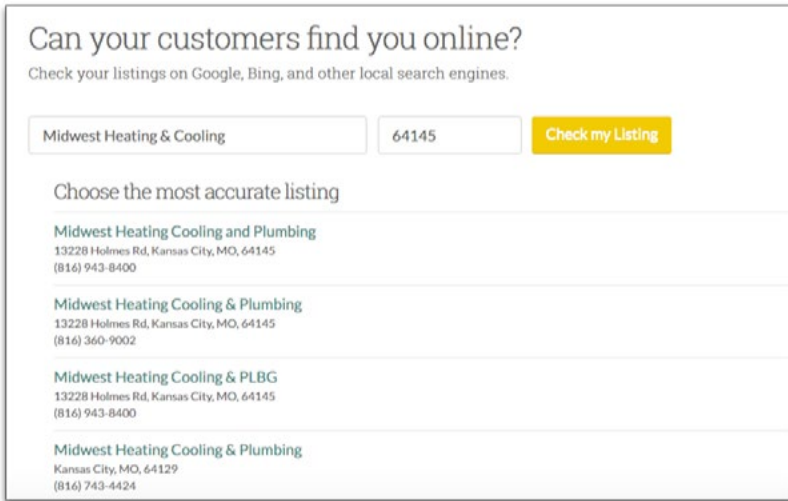 Can your customers find you online?
Check your listings on Google, Bing, and other local search engines.
Midwest Heating & Cooling 64145 Check my Listing
Choose the most accurate listing
Midwest Heating Cooling and Plumbing
13228 Holmes Rd, Kansas City, MO, 64145
(816) 943-8400
Midwest Heating Cooling & Plumbing
13228 Holmes Rd, Kansas City, MO, 64145
(816) 360-9002
Midwest Heating Cooling & PLBG
13228 Holmes Rd, Kansas City, MO, 64145
(816) 943-8400
Midwest Heating Cooling & Plumbing
Kansas City, MO, 64129
(816) 743-4424